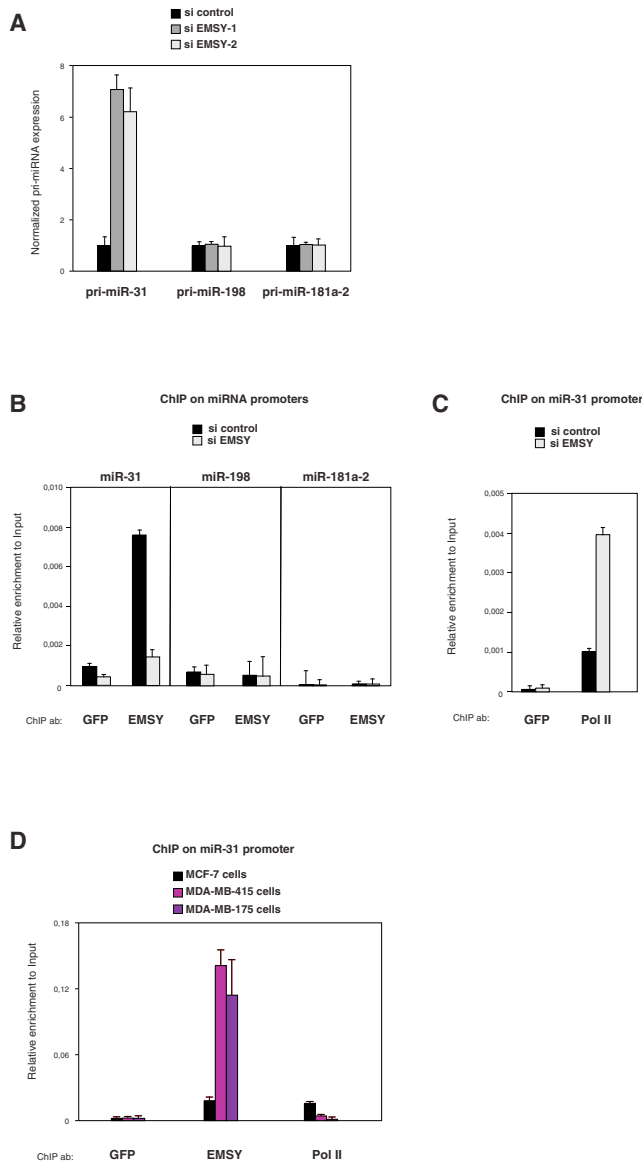 A
si control
si EMSY-1
si EMSY-2
Normalized pri-miRNA expression
8
6
4
2
0
pri-miR-31 pri-miR-198 pri-miR-181a-2
B
ChIP on miRNA promoters
si control
si EMSY
miR-31 miR-198 miR-181a-2
Relative enrichment to Input
0,010
0,008
0,006
0,004
0,002
0
ChIP ab: GFP EMSY GFP EMSY GFP EMSY
C
ChIP on miR-31 promoter
si control
si EMSY
Relative enrichment to Input
0,005
0,004
0,003
0,002
0,001
0
ChIP ab: GFP Pol II
D
ChIP on miR-31 promoter
MCF-7 cells
MDA-MB-415 cells
MDA-MB-175 cells
Relative enrichment to Input
0,18
0,12
0,06
0
ChIP ab: GFP EMSY Pol II